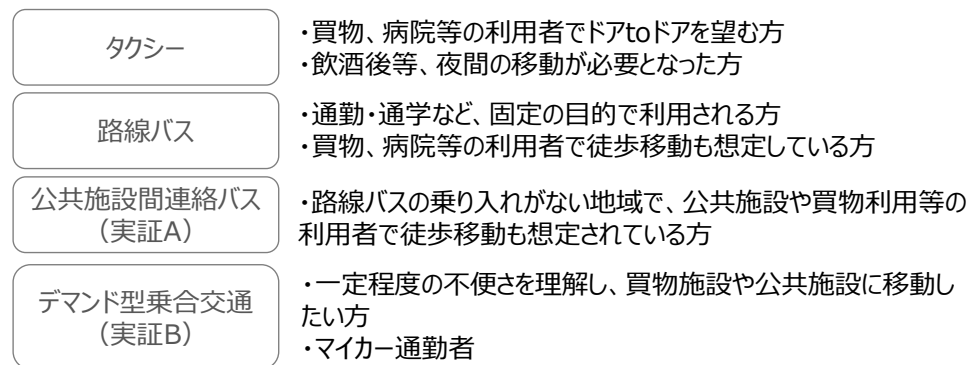 タクシー
・買物、病院等の利用者でドアtoドアを望む方
・飲酒後等、夜間の移動が必要となった方
路線バス
・通勤・通学など、固定の目的で利用される方
・買物、病院等の利用者で徒歩移動も想定している方
公共施設間連絡バス
（実証A）
・路線バスの乗り入れがない地域で、公共施設や買物利用等の
利用者で徒歩移動も想定されている方
デマンド型乗合交通
（実証B）
・一定程度の不便さを理解し、買物施設や公共施設に移動し
たい方
・マイカー通勤者